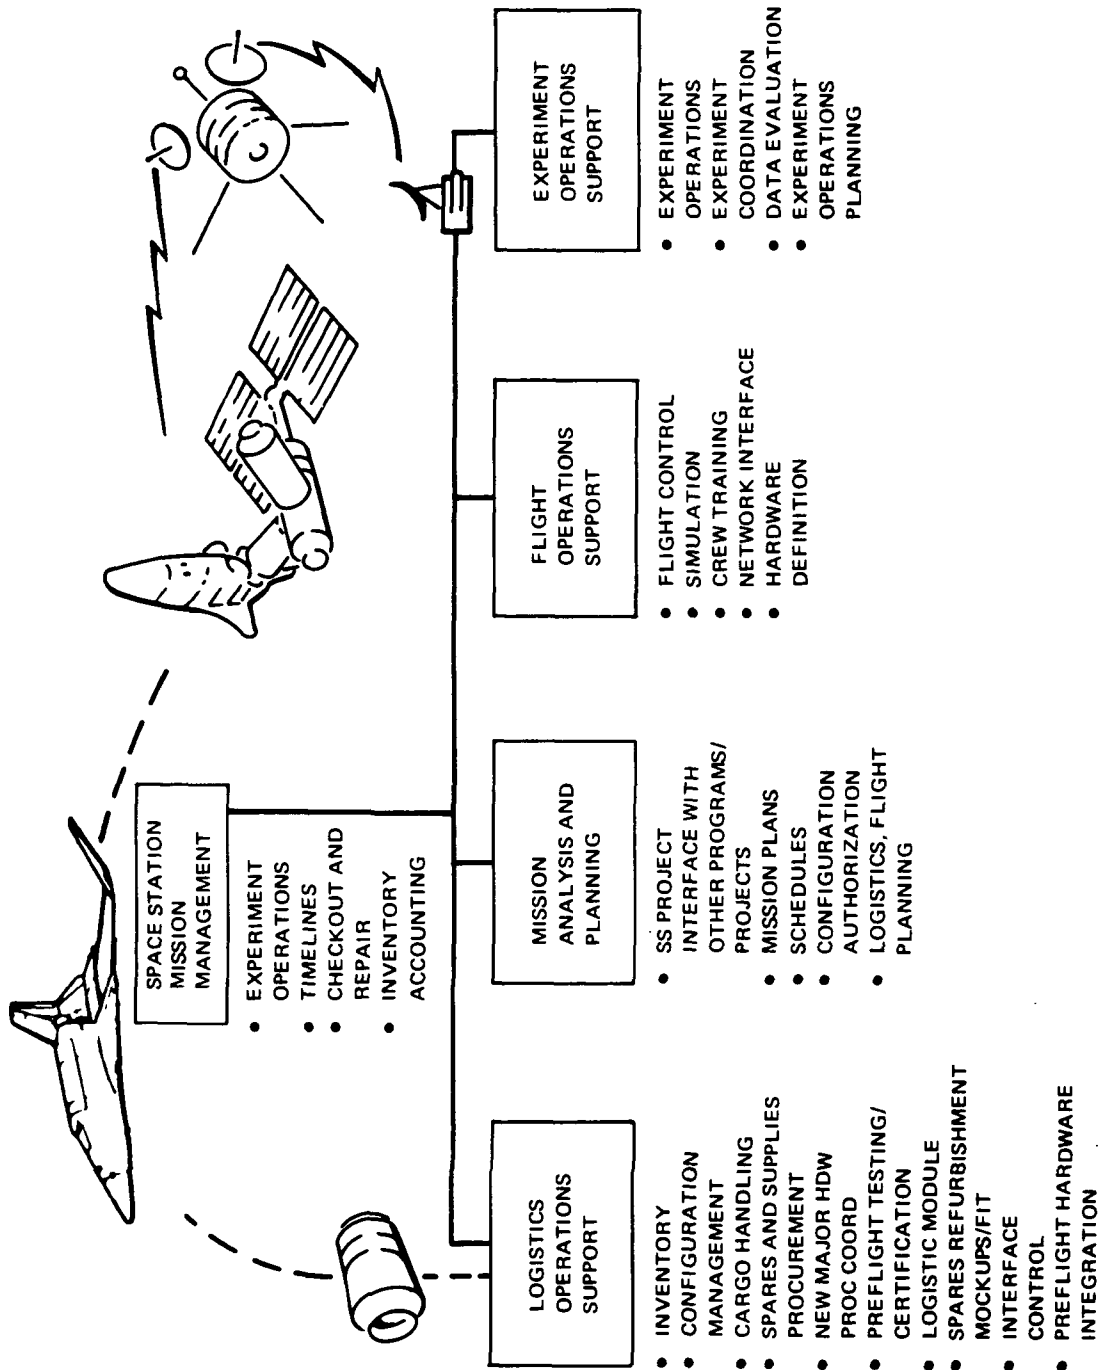 SPACE STATION
MISSION
MANAGEMENT
• EXPERIMENT
OPERATIONS
• TIMELINES
• CHECKOUT AND
REPAIR
• INVENTORY
ACCOUNTING
LOGISTICS
OPERATIONS
SUPPORT
• INVENTORY
• CONFIGURATION
MANAGEMENT
• CARGO HANDLING
• SPARES AND SUPPLIES
PROCUREMENT
• NEW MAJOR HDW
PROC COORD
• PREFLIGHT TESTING/
CERTIFICATION
• LOGISTIC MODULE
• SPARES REFURBISHMENT
MOCKUPS/FIT
• INTERFACE
CONTROL
• PREFLIGHT HARDWARE
INTEGRATION
MISSION
ANALYSIS AND
PLANNING
• SS PROJECT
INTERFACE WITH
OTHER PROGRAMS/
PROJECTS
• MISSION PLANS
• SCHEDULES
• CONFIGURATION
AUTHORIZATION
• LOGISTICS, FLIGHT
PLANNING
FLIGHT
OPERATIONS
SUPPORT
• FLIGHT CONTROL
• SIMULATION
• CREW TRAINING
• NETWORK INTERFACE
• HARDWARE
DEFINITION
EXPERIMENT
OPERATIONS
SUPPORT
• EXPERIMENT
OPERATIONS
• EXPERIMENT
COORDINATION
• DATA EVALUATION
• EXPERIMENT
OPERATIONS
PLANNING